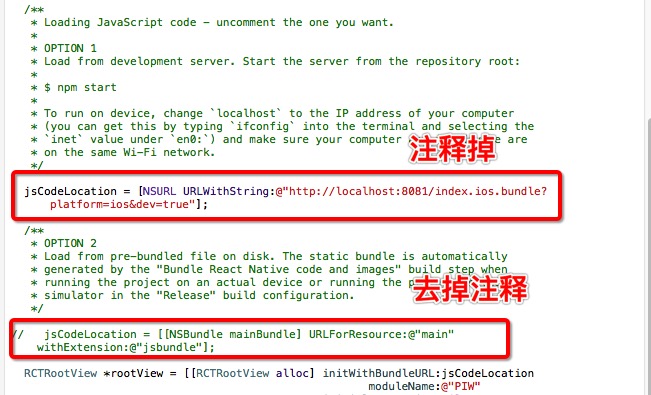 /**
* Loading JavaScript code - uncomment the one you want.
*
* OPTION 1
* Load from development server. Start the server from the repository root:
*
* $ npm start
*
* To run on device, change `localhost` to the IP address of your computer
* (you can get this by typing `ifconfig` into the terminal and selecting the
* `inet` value under `en0:`) and make sure your computer are
* on the same Wi-Fi network.
*/
注释掉
jsCodeLocation = [NSURL URLWithString:@"http://localhost:8081/index.ios.bundle?
platform=ios&dev=true"];
/**
* OPTION 2
* Load from pre-bundled file on disk. The static bundle is automatically
* generated by the "Bundle React Native code and images" build step when
* running the project on an actual device or running the
* simulator in the "Release" build configuration.
*/
去掉注释
// jsCodeLocation = [[NSBundle mainBundle] URLForResource:@"main"
withExtension:@"jsbundle"];
RCTRootView *rootView = [[RCTRootView alloc] initWithBundleURL:jsCodeLocation
moduleName:@"PIW"